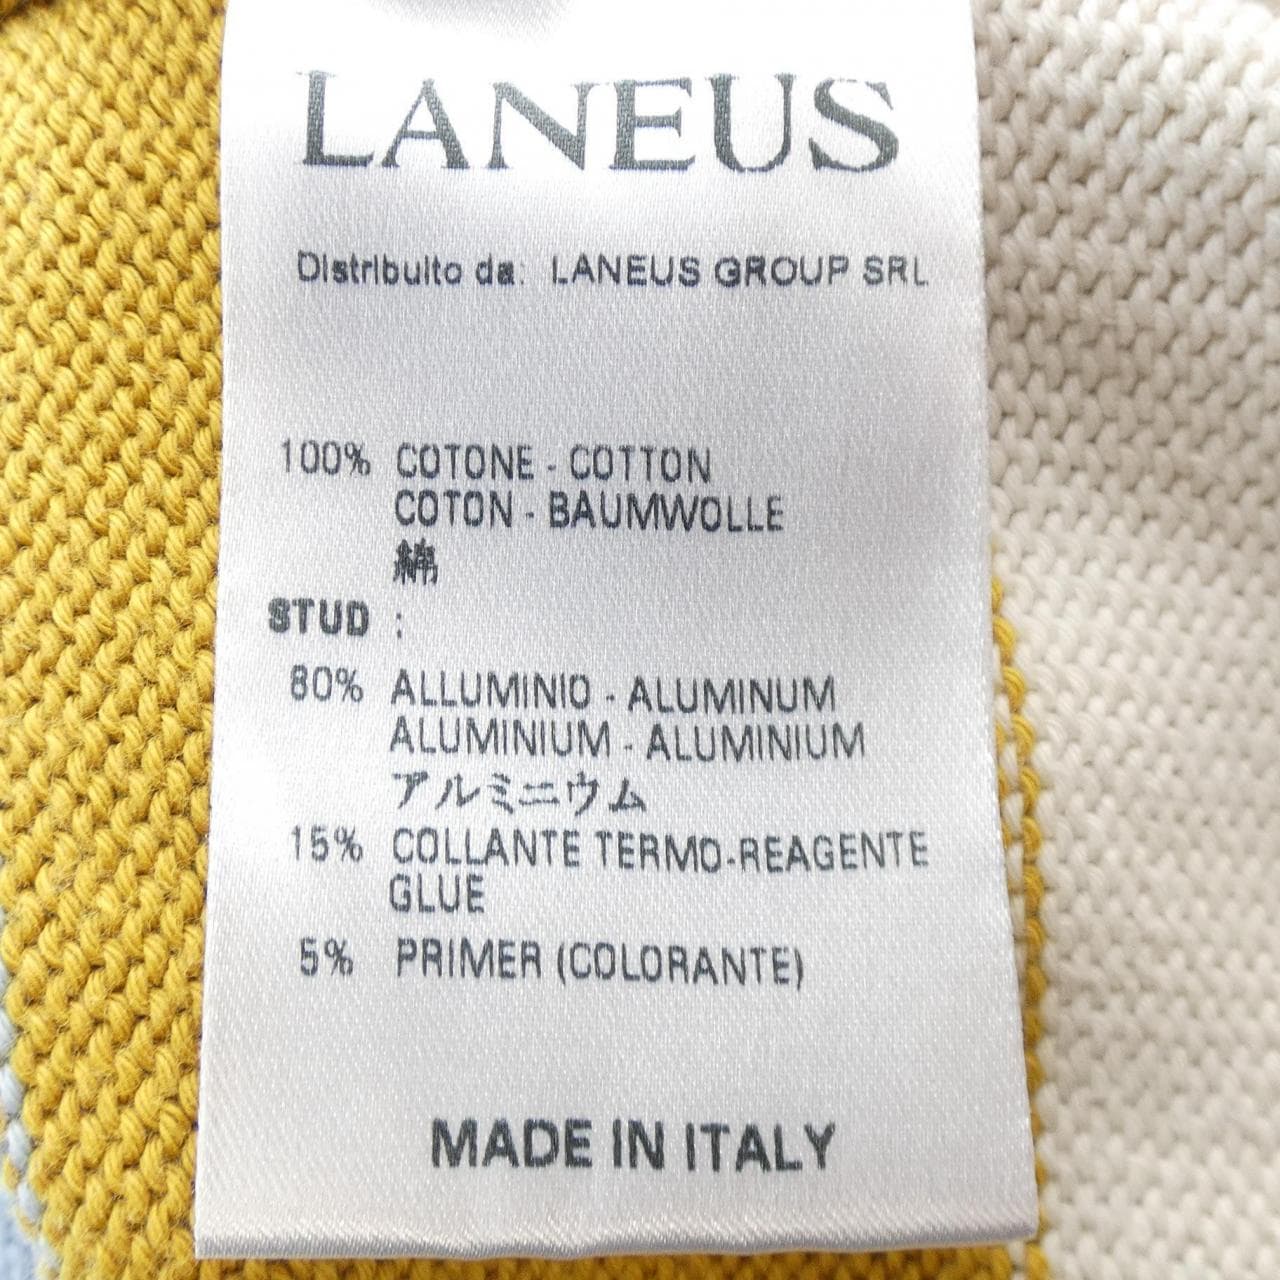 LANEUS
Distribuito da: LANEUS GROUP SRL
100% COTONE - COTTON
COTON - BAUMWOLLE
綿
STUD :
80% ALLUMINIO - ALUMINUM
ALUMINIUM - ALUMINIUM
アルミニウム
15% COLLANTE TERMO-REAGENTE
GLUE
5% PRIMER (COLORANTE)
MADE IN ITALY